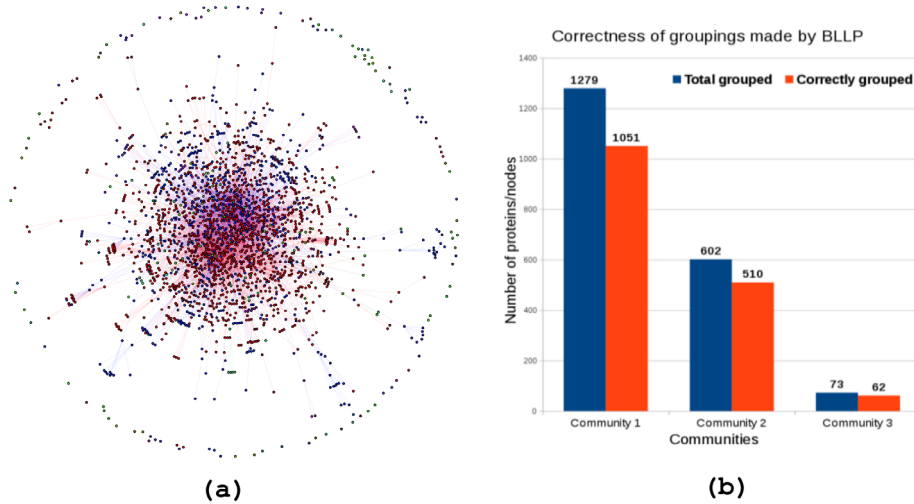 Correctness of groupings made by BLLP
Total grouped Correctly grouped
1400
1200
1000
800
600
400
200
0
1279
1051
602
510
73
62
Number of proteins/nodes
Community 1 Community 2 Community 3
Communities
(a)
(b)